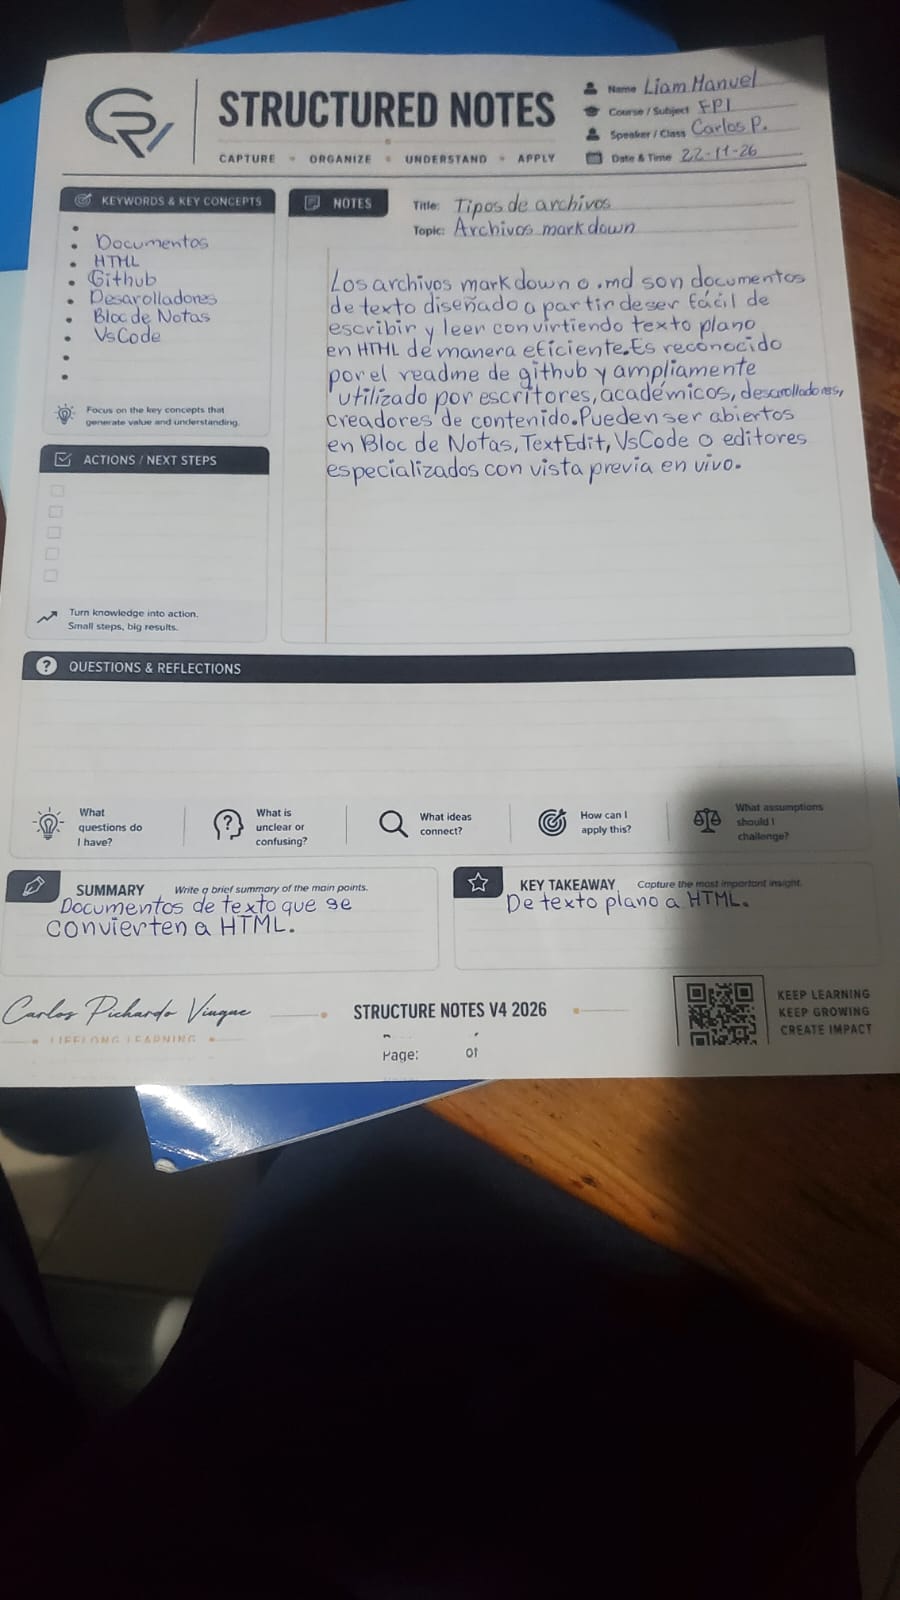 STRUCTURED NOTES
CAPTURE • ORGANIZE • UNDERSTAND • APPLY
Name Liam Manuel
Course / Subject FPI
Speaker / Class Carlos P.
Date & Time 22-11-26
KEYWORDS & KEY CONCEPTS
• Documentos
• HTML
• Github
• Desarolladores
• Bloc de Notas
• VsCode
Focus on the key concepts that
generate value and understanding.
ACTIONS / NEXT STEPS
Turn knowledge into action.
Small steps, big results.
NOTES
Title: Tipos de archivos
Topic: Archivos markdown
Los archivos markdown o .md son documentos
de texto diseñado a partir de ser fácil de
escribir y leer convirtiendo texto plano
en HTML de manera eficiente. Es reconocido
por el readme de github y ampliamente
utilizado por escritores, académicos, desarolladores,
creadores de contenido. Pueden ser abiertos
en Bloc de Notas, TextEdit, VsCode o editores
especializados con vista previa en vivo.
QUESTIONS & REFLECTIONS
What
questions do
I have?
What is
unclear or
confusing?
What ideas
connect?
How can I
apply this?
What assumptions
should I
challenge?
SUMMARY Write a brief summary of the main points.
Documentos de texto que se
convierten a HTML.
KEY TAKEAWAY Capture the most important insight.
De texto plano a HTML.
Carlos Pichardo Viuque
LIFELONG LEARNING
STRUCTURE NOTES V4 2026
Page: of
KEEP LEARNING
KEEP GROWING
CREATE IMPACT